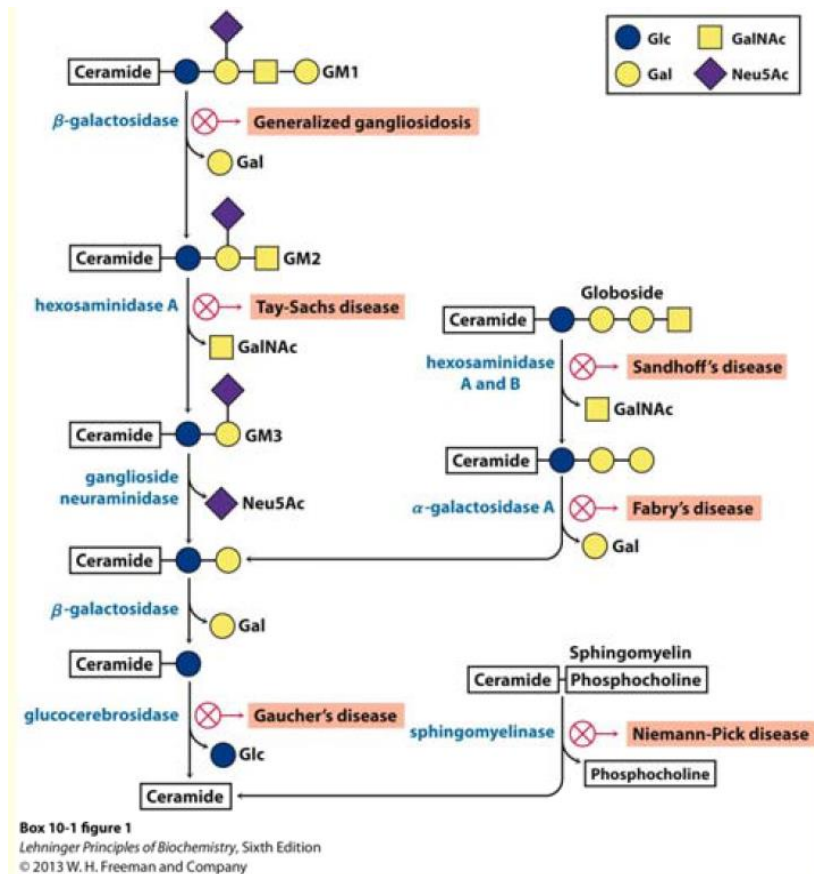 Glc
GalNAc
Gal
Neu5Ac
Ceramide
GM1
β-galactosidase
Generalized gangliosidosis
Gal
Ceramide
GM2
hexosaminidase A
Tay-Sachs disease
GalNAc
Ceramide
GM3
ganglioside
neuraminidase
Neu5Ac
Ceramide
β-galactosidase
Gal
Ceramide
glucocerebrosidase
Gaucher's disease
Glc
Ceramide
Globoside
Ceramide
hexosaminidase
A and B
Sandhoff's disease
GalNAc
Ceramide
α-galactosidase A
Fabry's disease
Gal
Sphingomyelin
Ceramide
Phosphocholine
sphingomyelinase
Niemann-Pick disease
Phosphocholine
Box 10-1 figure 1
Lehninger Principles of Biochemistry, Sixth Edition
© 2013 W. H. Freeman and Company